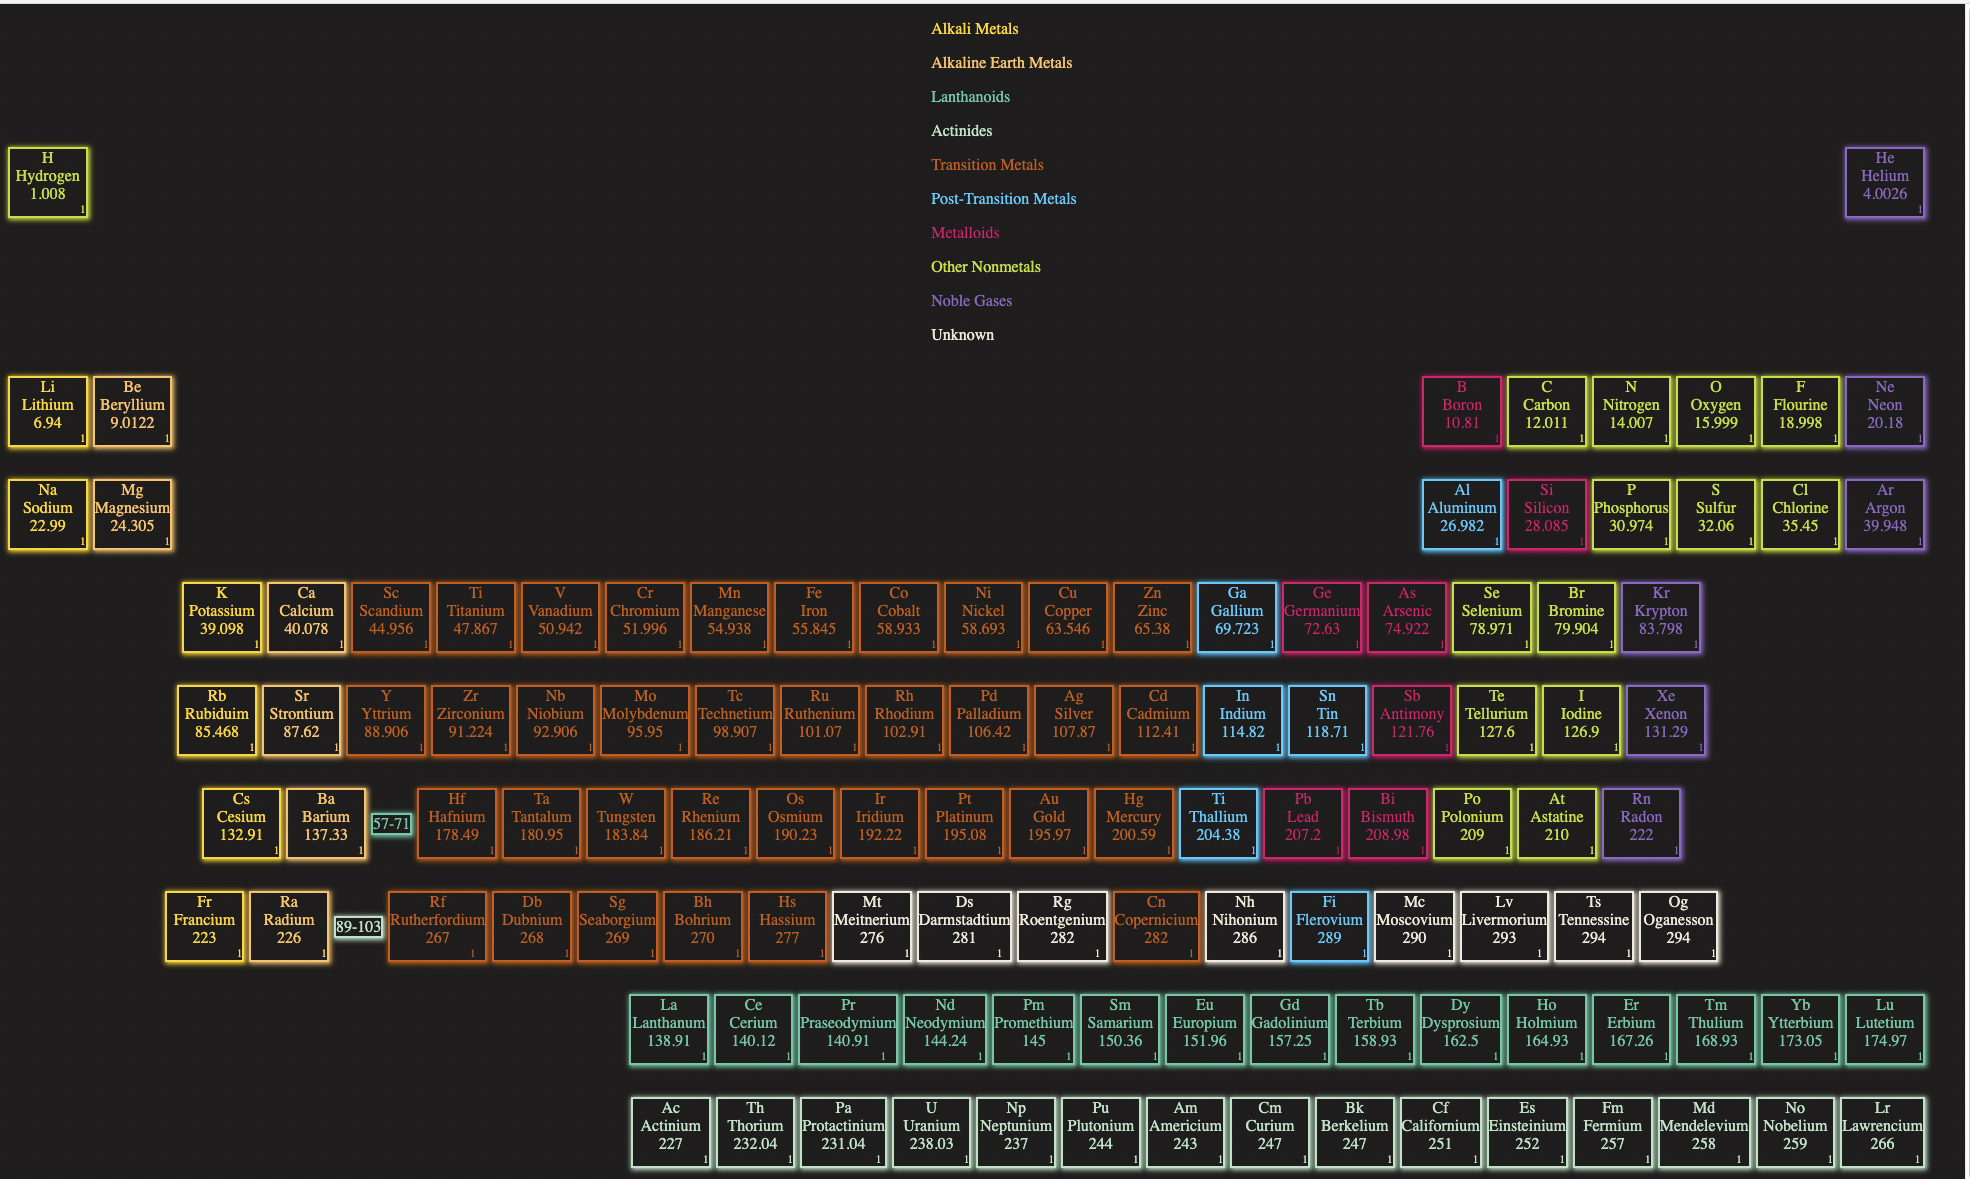 Alkali Metals
Alkaline Earth Metals
Lanthanoids
Actinides
Transition Metals
Post-Transition Metals
Metalloids
Other Nonmetals
Noble Gases
Unknown
H
Hydrogen
1.008
1
He
Helium
4.0026
1
Li
Lithium
6.94
1
Be
Beryllium
9.0122
1
B
Boron
10.81
1
C
Carbon
12.011
1
N
Nitrogen
14.007
1
O
Oxygen
15.999
1
F
Flourine
18.998
1
Ne
Neon
20.18
1
Na
Sodium
22.99
1
Mg
Magnesium
24.305
1
Al
Aluminum
26.982
1
Si
Silicon
28.085
1
P
Phosphorus
30.974
1
S
Sulfur
32.06
1
Cl
Chlorine
35.45
1
Ar
Argon
39.948
1
K
Potassium
39.098
1
Ca
Calcium
40.078
1
Sc
Scandium
44.956
1
Ti
Titanium
47.867
1
V
Vanadium
50.942
1
Cr
Chromium
51.996
1
Mn
Manganese
54.938
1
Fe
Iron
55.845
1
Co
Cobalt
58.933
1
Ni
Nickel
58.693
1
Cu
Copper
63.546
1
Zn
Zinc
65.38
1
Ga
Gallium
69.723
1
Ge
Germanium
72.63
1
As
Arsenic
74.922
1
Se
Selenium
78.971
1
Br
Bromine
79.904
1
Kr
Krypton
83.798
1
Rb
Rubiduim
85.468
1
Sr
Strontium
87.62
1
Y
Yttrium
88.906
1
Zr
Zirconium
91.224
1
Nb
Niobium
92.906
1
Mo
Molybdenum
95.95
1
Tc
Technetium
98.907
1
Ru
Ruthenium
101.07
1
Rh
Rhodium
102.91
1
Pd
Palladium
106.42
1
Ag
Silver
107.87
1
Cd
Cadmium
112.41
1
In
Indium
114.82
1
Sn
Tin
118.71
1
Sb
Antimony
121.76
1
Te
Tellurium
127.6
1
I
Iodine
126.9
1
Xe
Xenon
131.29
1
Cs
Cesium
132.91
1
Ba
Barium
137.33
1
57-71
Hf
Hafnium
178.49
1
Ta
Tantalum
180.95
1
W
Tungsten
183.84
1
Re
Rhenium
186.21
1
Os
Osmium
190.23
1
Ir
Iridium
192.22
1
Pt
Platinum
195.08
1
Au
Gold
195.97
1
Hg
Mercury
200.59
1
Ti
Thallium
204.38
1
Pb
Lead
207.2
1
Bi
Bismuth
208.98
1
Po
Polonium
209
1
At
Astatine
210
1
Rn
Radon
222
1
Fr
Francium
223
1
Ra
Radium
226
1
89-103
Rf
Rutherfordium
267
1
Db
Dubnium
268
1
Sg
Seaborgium
269
1
Bh
Bohrium
270
1
Hs
Hassium
277
1
Mt
Meitnerium
276
1
Ds
Darmstadtium
281
1
Rg
Roentgenium
282
1
Cn
Copernicium
282
1
Nh
Nihonium
286
1
Fi
Flerovium
289
1
Mc
Moscovium
290
1
Lv
Livermorium
293
1
Ts
Tennessine
294
1
Og
Oganesson
294
1
La
Lanthanum
138.91
1
Ce
Cerium
140.12
1
Pr
Praseodymium
140.91
1
Nd
Neodymium
144.24
1
Pm
Promethium
145
1
Sm
Samarium
150.36
1
Eu
Europium
151.96
1
Gd
Gadolinium
157.25
1
Tb
Terbium
158.93
1
Dy
Dysprosium
162.5
1
Ho
Holmium
164.93
1
Er
Erbium
167.26
1
Tm
Thulium
168.93
1
Yb
Ytterbium
173.05
1
Lu
Lutetium
174.97
1
Ac
Actinium
227
1
Th
Thorium
232.04
1
Pa
Protactinium
231.04
1
U
Uranium
238.03
1
Np
Neptunium
237
1
Pu
Plutonium
244
1
Am
Americium
243
1
Cm
Curium
247
1
Bk
Berkelium
247
1
Cf
Californium
251
1
Es
Einsteinium
252
1
Fm
Fermium
257
1
Md
Mendelevium
258
1
No
Nobelium
259
1
Lr
Lawrencium
266
1